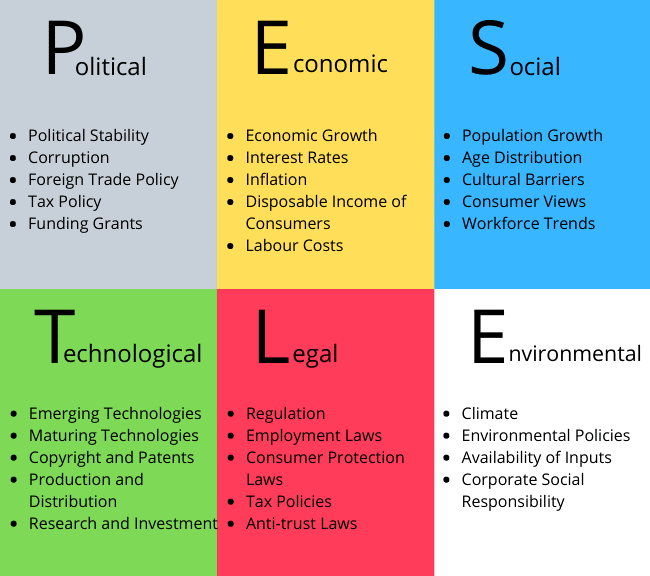 Political
• Political Stability
• Corruption
• Foreign Trade Policy
• Tax Policy
• Funding Grants
Economic
• Economic Growth
• Interest Rates
• Inflation
• Disposable Income of
Consumers
• Labour Costs
Social
• Population Growth
• Age Distribution
• Cultural Barriers
• Consumer Views
• Workforce Trends
Technological
• Emerging Technologies
• Maturing Technologies
• Copyright and Patents
• Production and
Distribution
• Research and Investment
Legal
• Regulation
• Employment Laws
• Consumer Protection
Laws
• Tax Policies
• Anti-trust Laws
Environmental
• Climate
• Environmental Policies
• Availability of Inputs
• Corporate Social
Responsibility